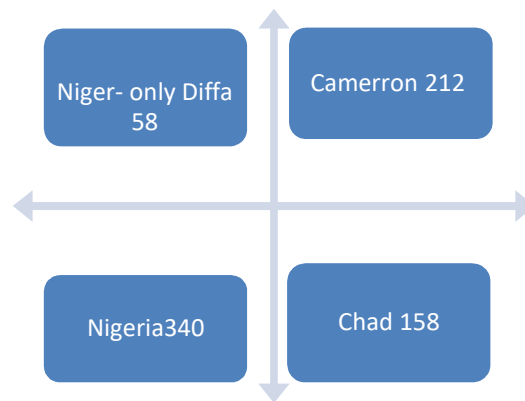 Niger- only Diffa
58
Camerron 212
Nigeria340
Chad 158